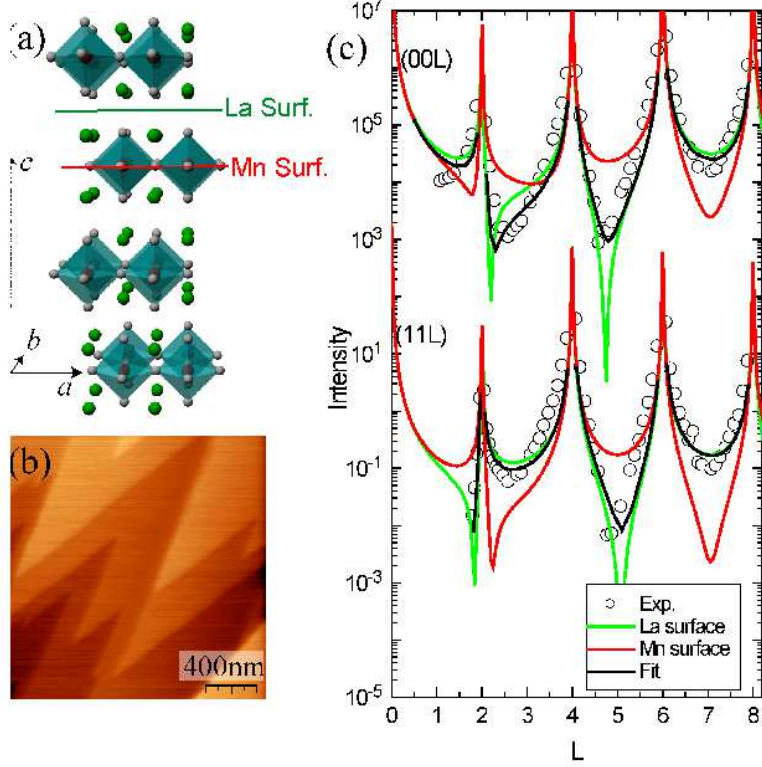 (a)
La Surf.
Mn Surf.
c
b
a
(b)
400nm
(c)
10^7
10^5
10^3
10^1
10^-1
10^-3
10^-5
Intensity
(00L)
(11L)
Exp.
La surface
Mn surface
Fit
0 1 2 3 4 5 6 7 8
L